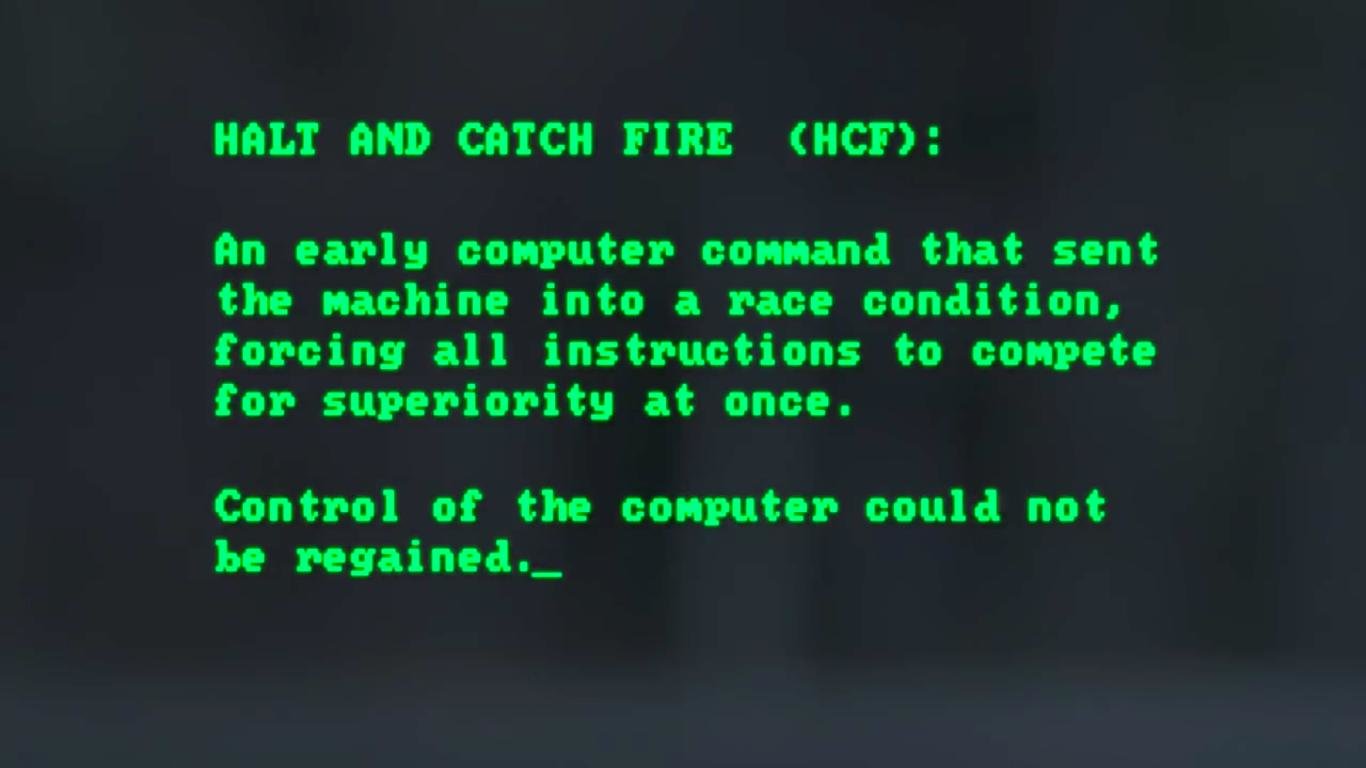 HALT AND CATCH FIRE  (HCF):
An early computer command that sent
the machine into a race condition,
forcing all instructions to compete
for superiority at once.
Control of the computer could not
be regained._